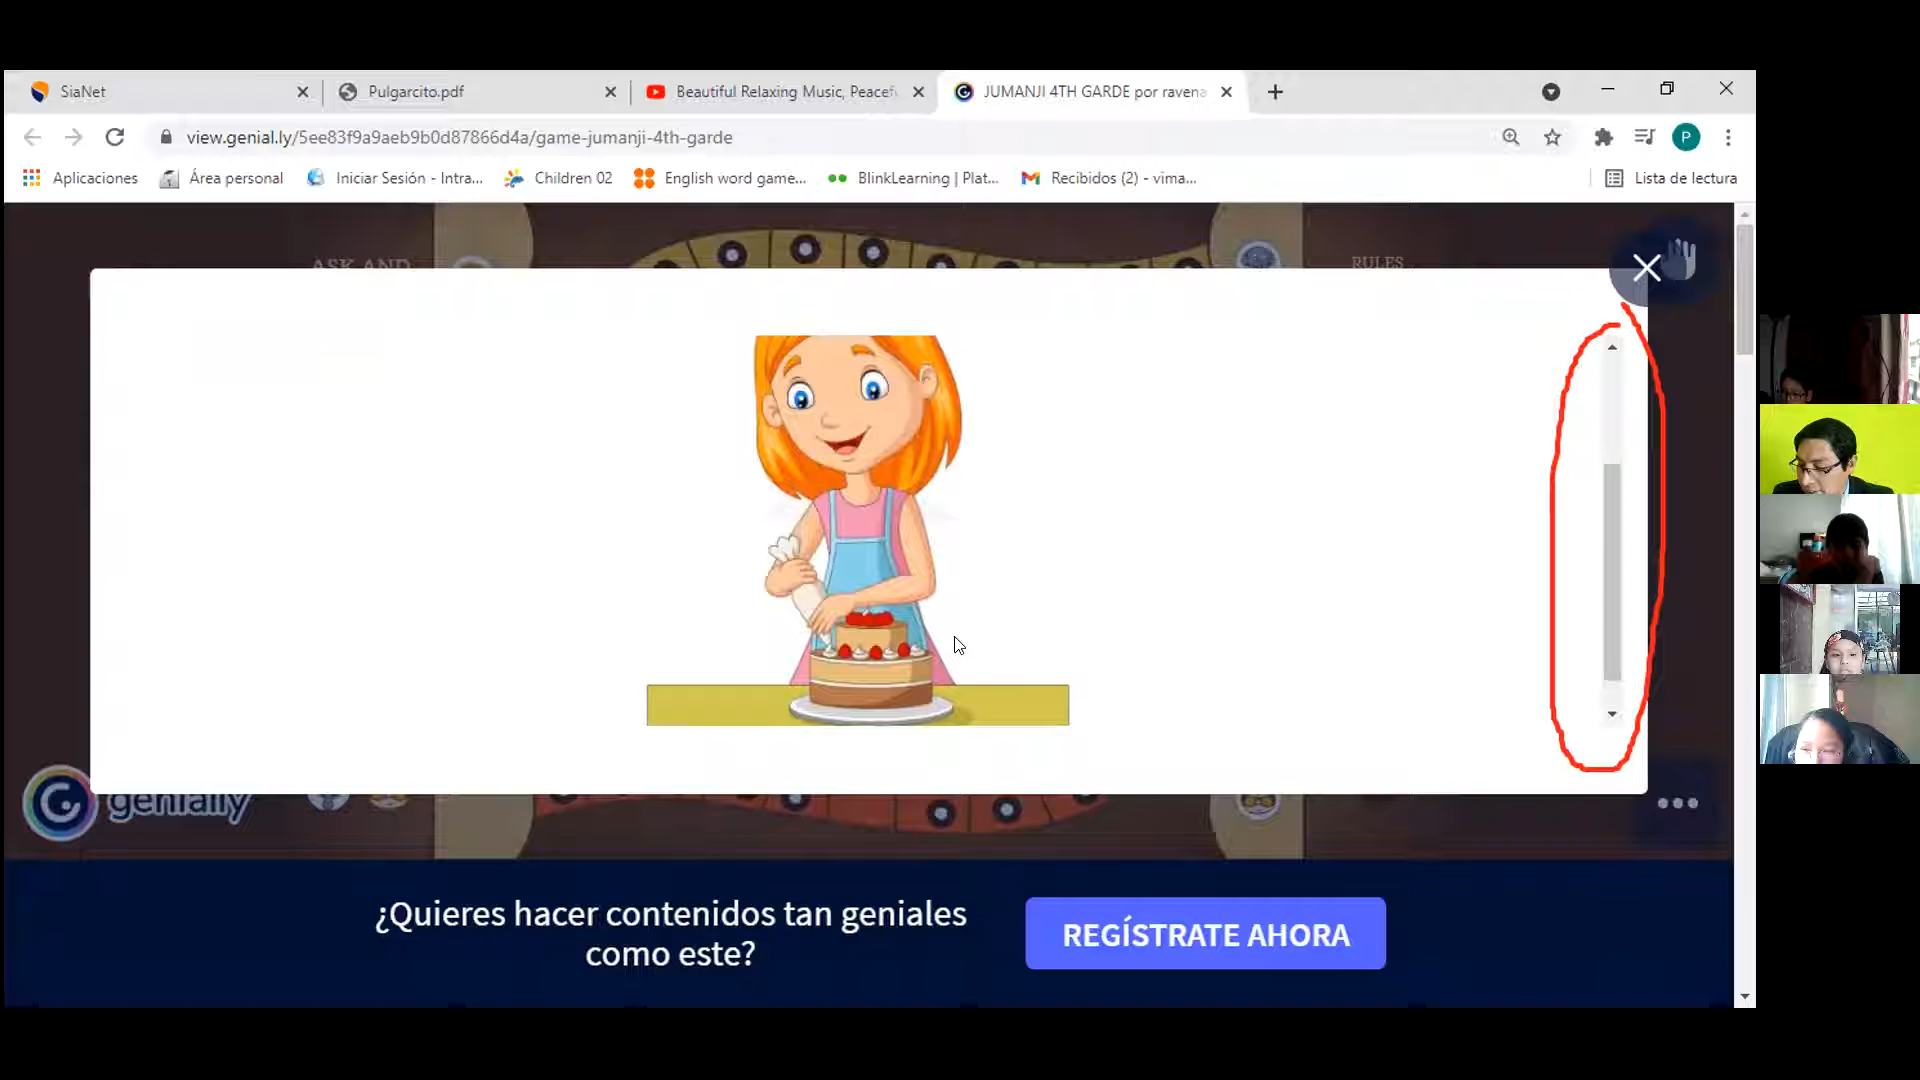 SiaNet
Pulgarcito.pdf
Beautiful Relaxing Music, Peacef
JUMANJI 4TH GARDE por ravena
view.genial.ly/5ee83f9a9aeb9b0d87866d4a/game-jumanji-4th-garde
P
Aplicaciones
Área personal
Iniciar Sesión - Intra...
Children 02
English word game...
BlinkLearning | Plat...
Recibidos (2) - vima...
Lista de lectura
ASK AND
RULES
genially
¿Quieres hacer contenidos tan geniales
como este?
REGÍSTRATE AHORA